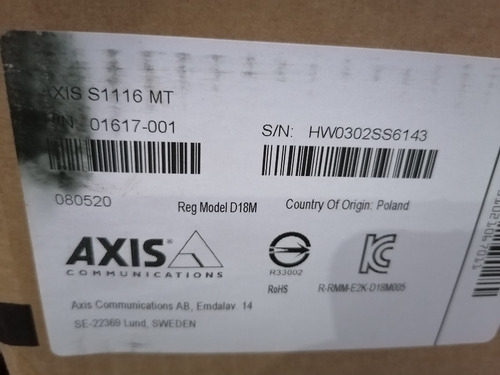 AXIS S1116 MT
P/N: 01617-001
S/N: HW0302SS6143
080520
Reg Model D18M
Country Of Origin: Poland
AXIS
COMMUNICATIONS
R33002
RoHS
R-RMM-E2K-D18M005
Axis Communications AB, Emdalav. 14
SE-22369 Lund, SWEDEN